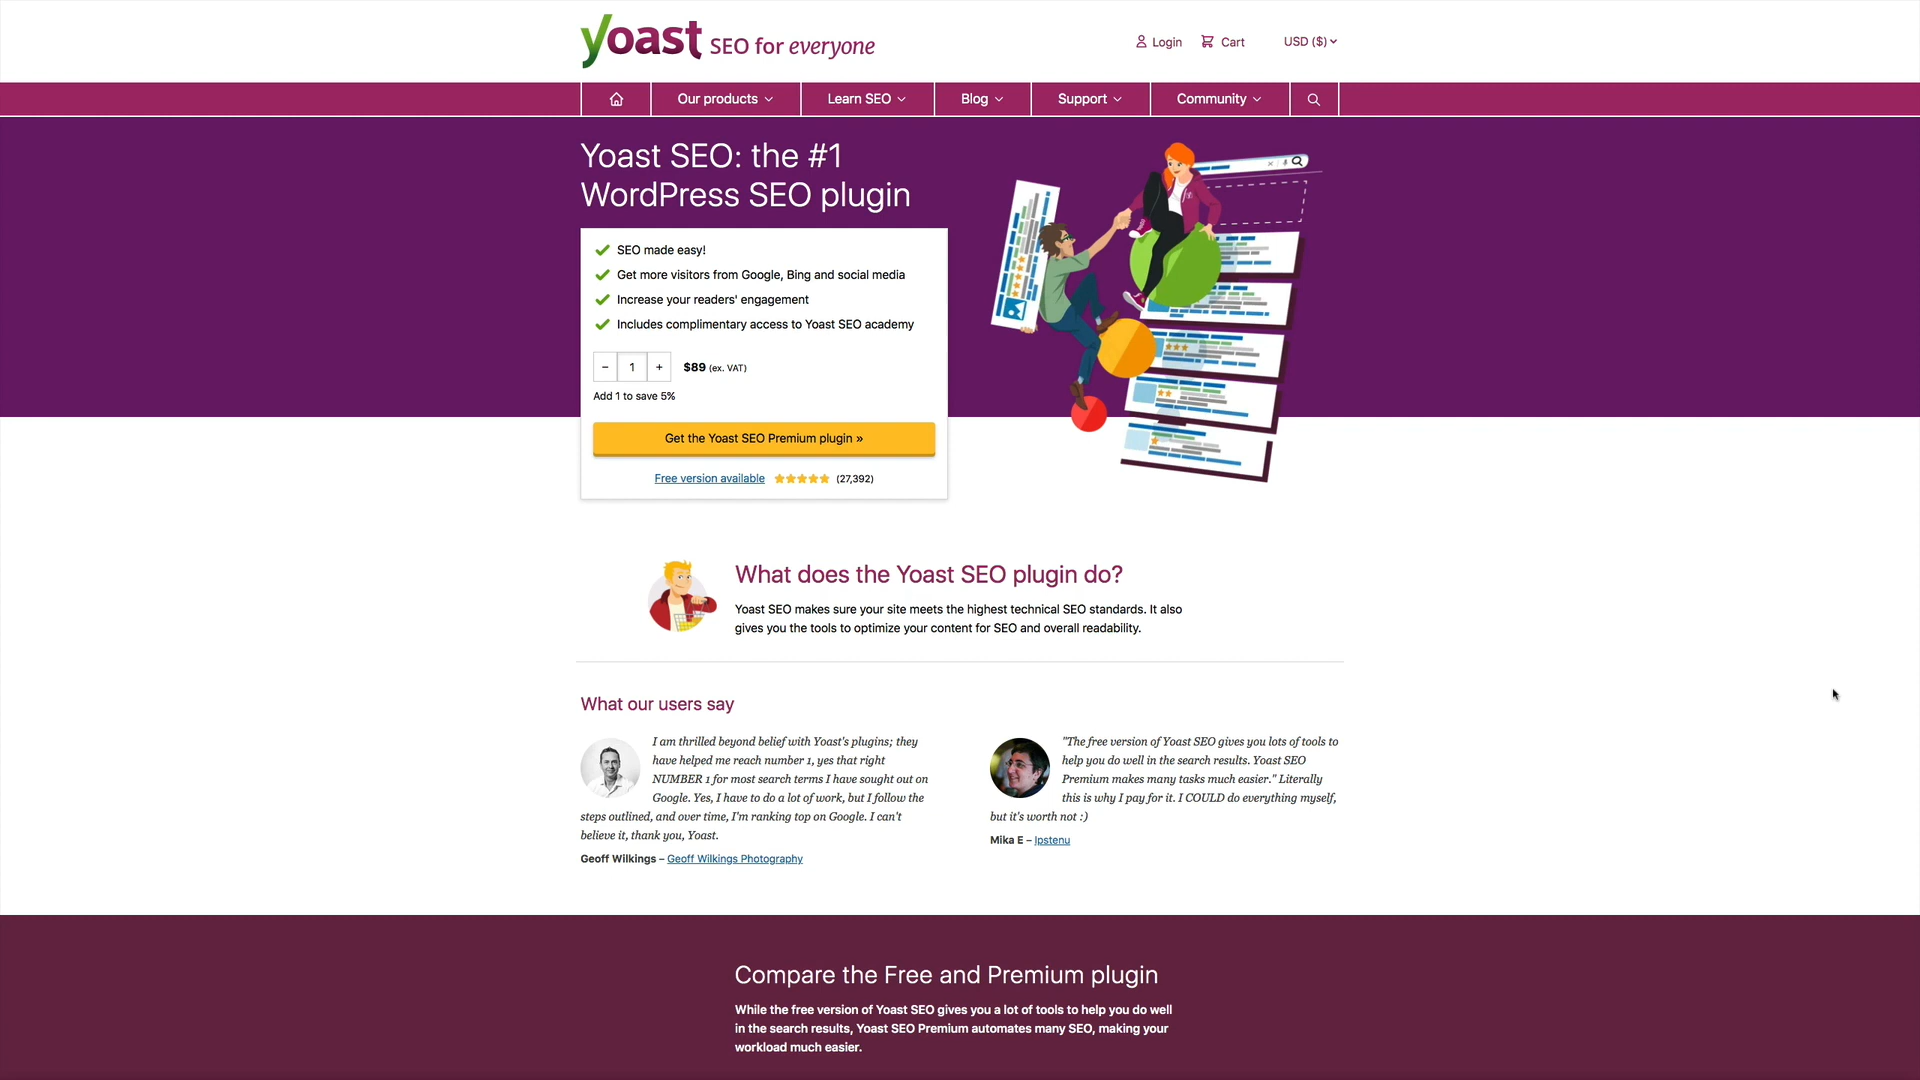 yoast SEO for everyone
Login
Cart
USD ($)
Our products
Learn SEO
Blog
Support
Community
Yoast SEO: the #1
WordPress SEO plugin
SEO made easy!
Get more visitors from Google, Bing and social media
Increase your readers' engagement
Includes complimentary access to Yoast SEO academy
− 1 + $89 (ex. VAT)
Add 1 to save 5%
Get the Yoast SEO Premium plugin »
Free version available (27,392)
What does the Yoast SEO plugin do?
Yoast SEO makes sure your site meets the highest technical SEO standards. It also
gives you the tools to optimize your content for SEO and overall readability.
What our users say
I am thrilled beyond belief with Yoast's plugins; they
have helped me reach number 1, yes that right
NUMBER 1 for most search terms I have sought out on
Google. Yes, I have to do a lot of work, but I follow the
steps outlined, and over time, I'm ranking top on Google. I can't
believe it, thank you, Yoast.
Geoff Wilkings – Geoff Wilkings Photography
"The free version of Yoast SEO gives you lots of tools to
help you do well in the search results. Yoast SEO
Premium makes many tasks much easier." Literally
this is why I pay for it. I COULD do everything myself,
but it's worth not :)
Mika E – Ipstenu
Compare the Free and Premium plugin
While the free version of Yoast SEO gives you a lot of tools to help you do well
in the search results, Yoast SEO Premium automates many SEO, making your
workload much easier.